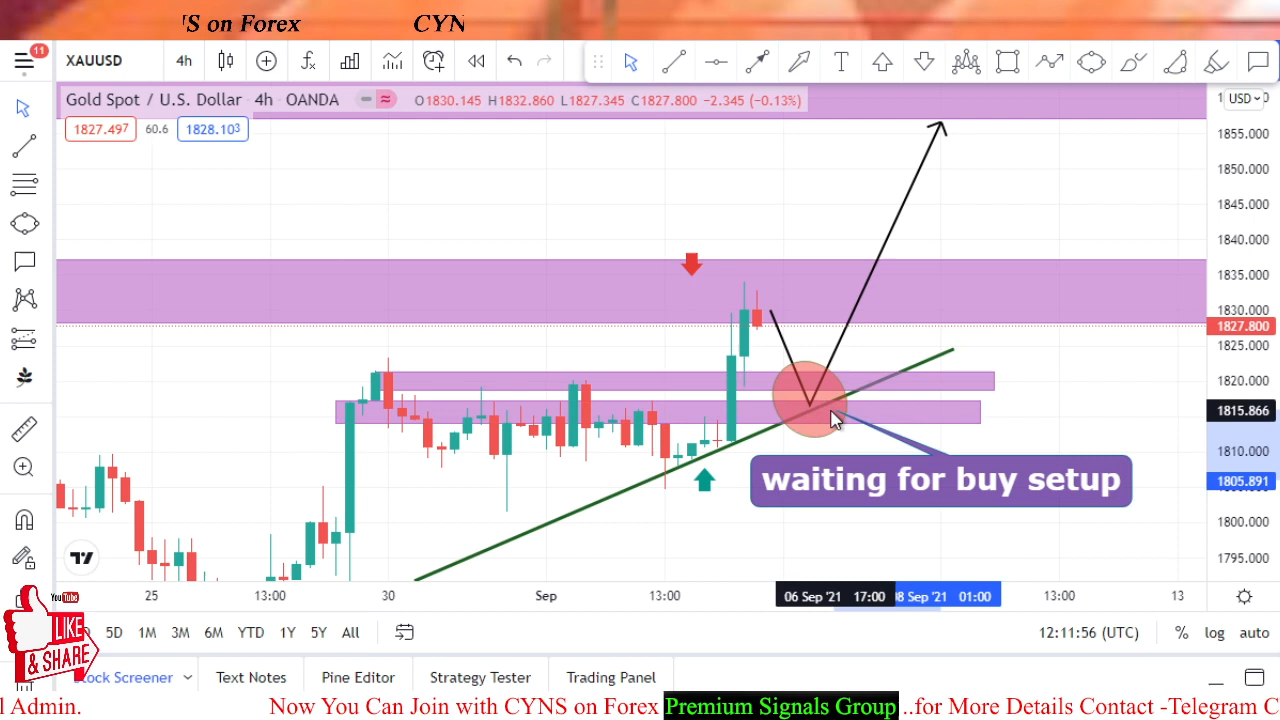 'S on Forex CYN
11
XAUUSD 4h
Gold Spot / U.S. Dollar · 4h · OANDA O1830.145 H1832.860 L1827.345 C1827.800 −2.345 (−0.13%)
USD
1827.497 60.6 1828.103
1855.000
1850.000
1845.000
1840.000
1835.000
1830.000
1827.800
1825.000
1820.000
1815.866
1810.000
1805.891
1800.000
1795.000
waiting for buy setup
25 13:00 30 Sep 13:00 06 Sep '21 17:00 08 Sep '21 01:00 13:00 13
YouTube
LIKE
& SHARE
5D 1M 3M 6M YTD 1Y 5Y All 12:11:56 (UTC) % log auto
Stock Screener Text Notes Pine Editor Strategy Tester Trading Panel
l Admin. Now You Can Join with CYNS on Forex Premium Signals Group ..for More Details Contact -Telegram C